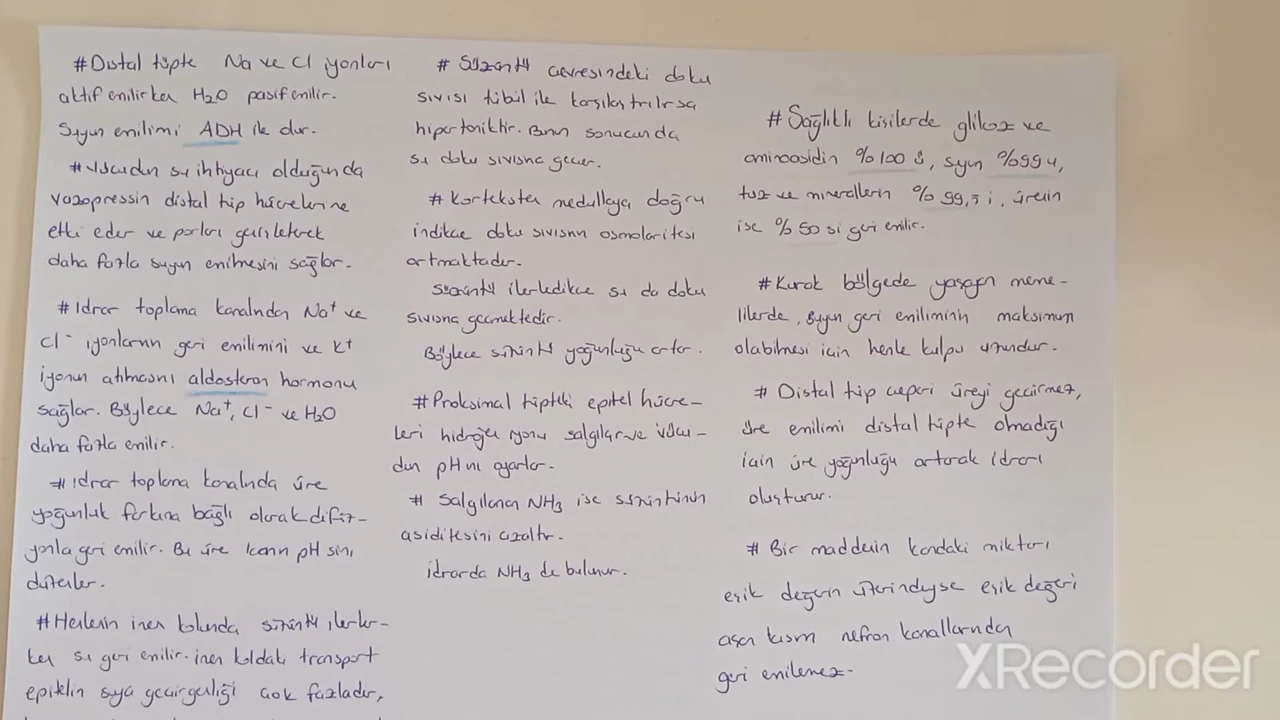 #Distal tüpte Na ve Cl iyonları
aktif emilirken H2O pasif emilir.
Suyun emilimi ADH ile dır.
#Vücudun su ihtiyacı olduğunda
vazopressin distal tüp hücrelerine
etki eder ve porları genişleterek
daha fazla suyun emilmesini sağlar.
#Idrar toplama kanalından Na+ ve
Cl- iyonlarının geri emilimini ve K+
iyonun atılmasını aldosteron hormonu
sağlar. Böylece Na+, Cl- ve H2O
daha fazla emilir.
#Idrar toplama kanalında üre
yoğunluk farkına bağlı olarak difüz-
yonla geri emilir. Bu üre kanın pH sini
düzenler.
#Henlenin inen kolunda süzüntü ilerler-
ken su geri emilir. inen koldaki transport
epitelin suya geçirgenliği çok fazladır,
# Süzüntü çevresindeki doku
sıvısı tübül ile karşılaştırılırsa
hipertoniktir. Bunun sonucunda
su doku sıvısına geçer.
#Korteksten medullaya doğru
indikçe doku sıvısının osmolaritesi
artmaktadır.
süzüntü ilerledikçe su da doku
sıvısına geçmektedir.
Böylece süzüntü yoğunluğu artar.
#Proksimal tüpteki epitel hücre-
leri hidrojen iyonu salgılar ve vücu-
dun pH nı ayarlar.
# Salgılanan NH3 ise süzüntünün
asiditesini azaltır.
idrarda NH3 de bulunur.
# Sağlıklı kişilerde glikoz ve
aminoasidin %100 ü, suyun %99 u,
tuz ve minerallerin %99,5 i, ürenin
ise %50 si geri emilir.
#Kurak bölgede yaşayan meme-
lilerde, suyun geri emiliminin maksimum
olabilmesi için henle kulpu uzundur.
# Distal tüp çeperi üreyi geçirmez,
üre emilimi distal tüpte olmadığı
için üre yoğunluğu artarak idrarı
oluşturur.
# Bir maddenin kandaki miktarı
eşik değerin üzerindeyse eşik değeri
aşan kısım nefron kanallarından
geri emilemez.
XRecorder